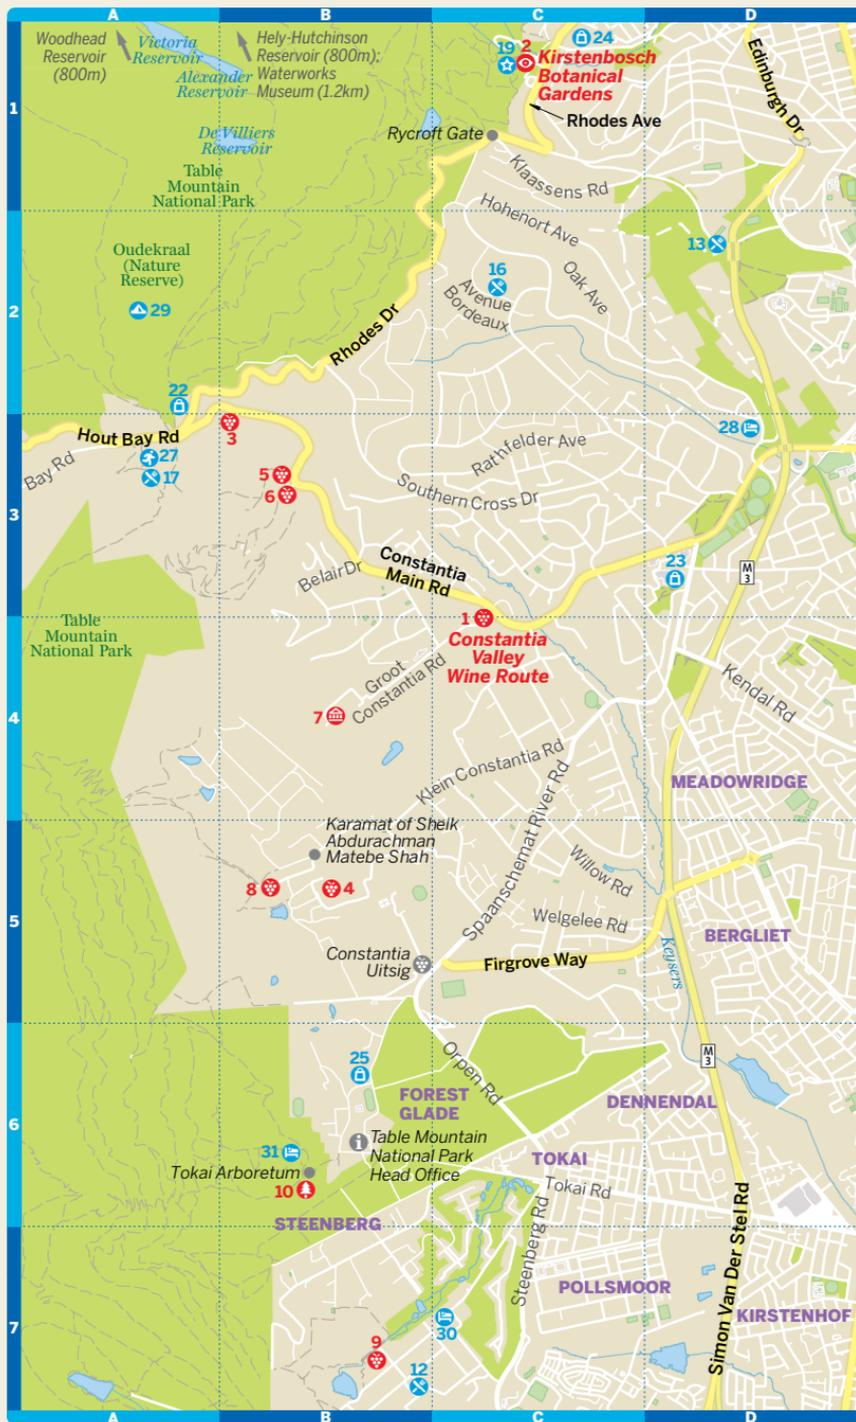 A
B
C
D
Woodhead
Reservoir
(800m)
Victoria
Reservoir
Alexander
Reservoir
Hely-Hutchinson
Reservoir (800m);
Waterworks
Museum (1.2km)
19
2
24
Kirstenbosch
Botanical
Gardens
Edinburgh Dr
1
Rhodes Ave
De Villiers
Reservoir
Rycroft Gate
Table
Mountain
National Park
Klaassens Rd
Hohenort Ave
Oudekraal
(Nature
Reserve)
13
16
Oak Ave
Avenue
Bordeaux
2
29
Rhodes Dr
22
3
28
Hout Bay Rd
Bay Rd
27
17
5
6
Rathfelder Ave
Southern Cross Dr
3
Constantia
Main Rd
Belair Dr
23
M
3
1
Constantia
Valley
Wine Route
Table
Mountain
National Park
Groot
Constantia Rd
Kendal Rd
7
4
Klein Constantia Rd
MEADOWRIDGE
Spaanschemat River Rd
Karamat of Sheik
Abdurachman
Matebe Shah
Willow Rd
8
4
Welgelee Rd
5
BERGLIET
Constantia
Uitsig
Firgrove Way
Keysers
M
3
Orpen Rd
25
FOREST
GLADE
DENNENDAL
6
Table Mountain
National Park
Head Office
31
Tokai Arboretum
10
TOKAI
Tokai Rd
STEENBERG
Steenberg Rd
Simon Van Der Stel Rd
POLLSMOOR
KIRSTENHOF
7
30
9
12
A
B
C
D